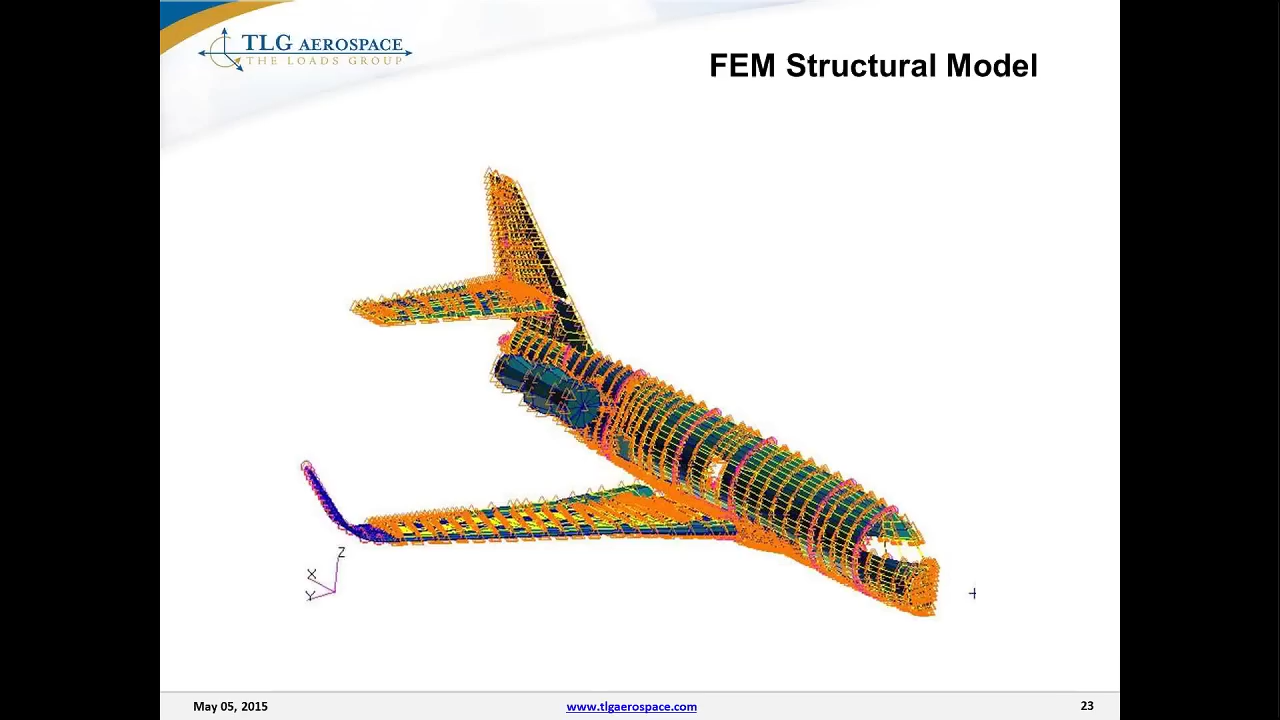 TLG AEROSPACE
THE LOADS GROUP
FEM Structural Model
Z
X
Y
May 05, 2015
www.tlgaerospace.com
23